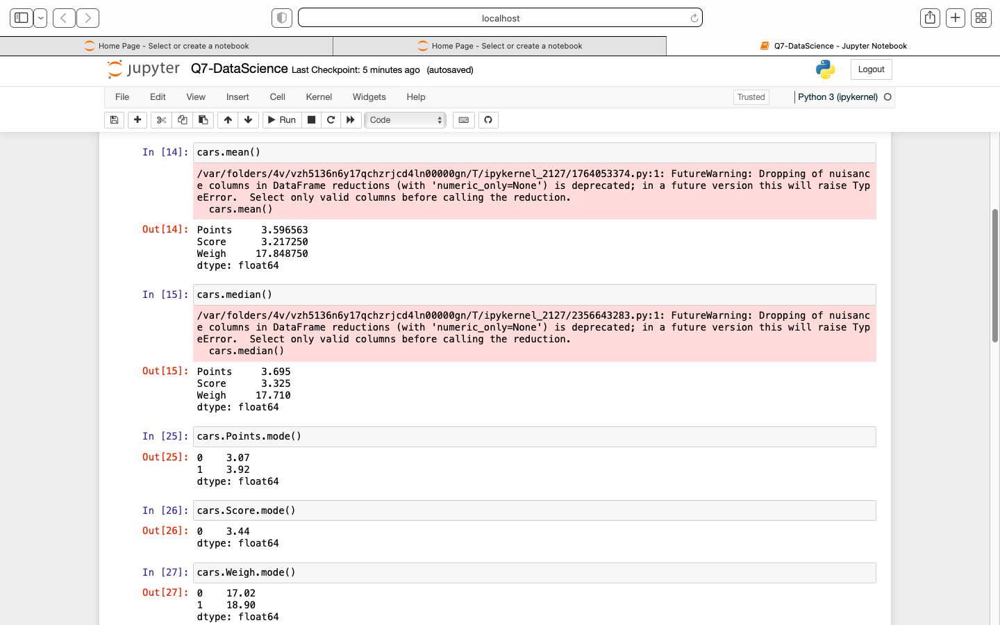 localhost
Home Page - Select or create a notebook
Home Page - Select or create a notebook
Q7-DataScience - Jupyter Notebook
jupyter Q7-DataScience Last Checkpoint: 5 minutes ago (autosaved)
Logout
File Edit View Insert Cell Kernel Widgets Help
Trusted
Python 3 (ipykernel)
Run
Code
In [14]: cars.mean()
/var/folders/4v/vzh5136n6y17qchzrjcd4ln00000gn/T/ipykernel_2127/1764053374.py:1: FutureWarning: Dropping of nuisanc
e columns in DataFrame reductions (with 'numeric_only=None') is deprecated; in a future version this will raise Typ
eError.  Select only valid columns before calling the reduction.
  cars.mean()
Out[14]: Points     3.596563
Score      3.217250
Weigh     17.848750
dtype: float64
In [15]: cars.median()
/var/folders/4v/vzh5136n6y17qchzrjcd4ln00000gn/T/ipykernel_2127/2356643283.py:1: FutureWarning: Dropping of nuisanc
e columns in DataFrame reductions (with 'numeric_only=None') is deprecated; in a future version this will raise Typ
eError.  Select only valid columns before calling the reduction.
  cars.median()
Out[15]: Points     3.695
Score      3.325
Weigh     17.710
dtype: float64
In [25]: cars.Points.mode()
Out[25]: 0    3.07
1    3.92
dtype: float64
In [26]: cars.Score.mode()
Out[26]: 0    3.44
dtype: float64
In [27]: cars.Weigh.mode()
Out[27]: 0    17.02
1    18.90
dtype: float64